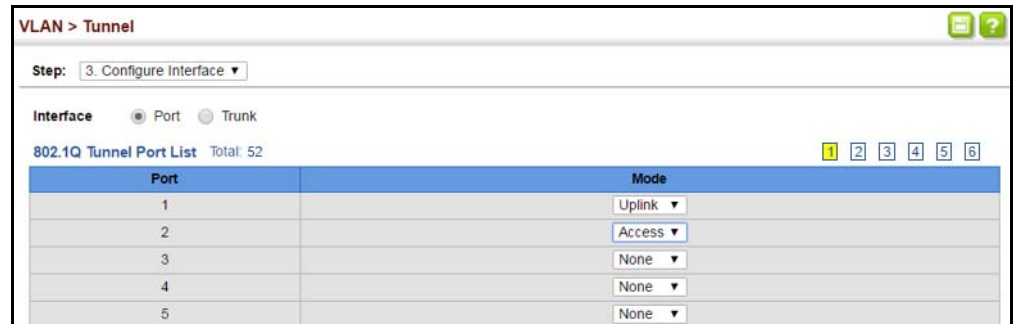 VLAN > Tunnel
?
Step: 3. Configure Interface
Interface Port Trunk
802.1Q Tunnel Port List Total: 52 1 2 3 4 5 6
Port Mode
1 Uplink
2 Access
3 None
4 None
5 None